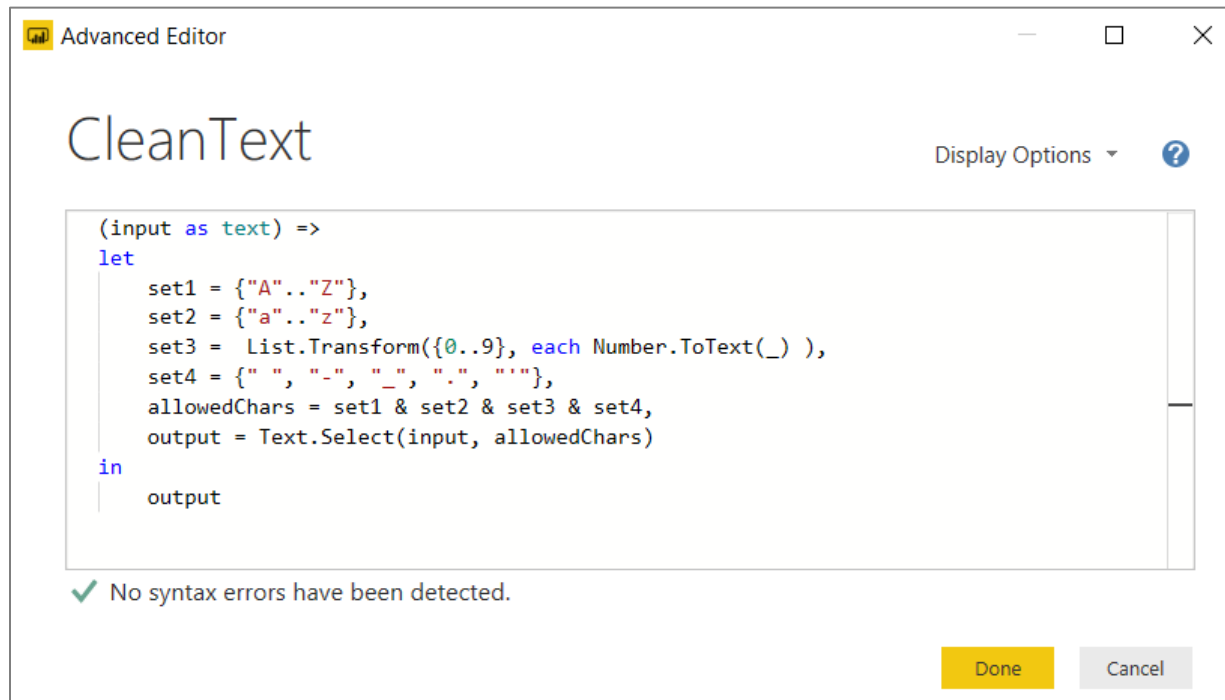 Advanced Editor
CleanText
Display Options
?
(input as text) =>
let
    set1 = {"A".."Z"},
    set2 = {"a".."z"},
    set3 =  List.Transform({0..9}, each Number.ToText(_) ),
    set4 = {" ", "-", "_", ".", "'"},
    allowedChars = set1 & set2 & set3 & set4,
    output = Text.Select(input, allowedChars)
in
    output
No syntax errors have been detected.
Done
Cancel